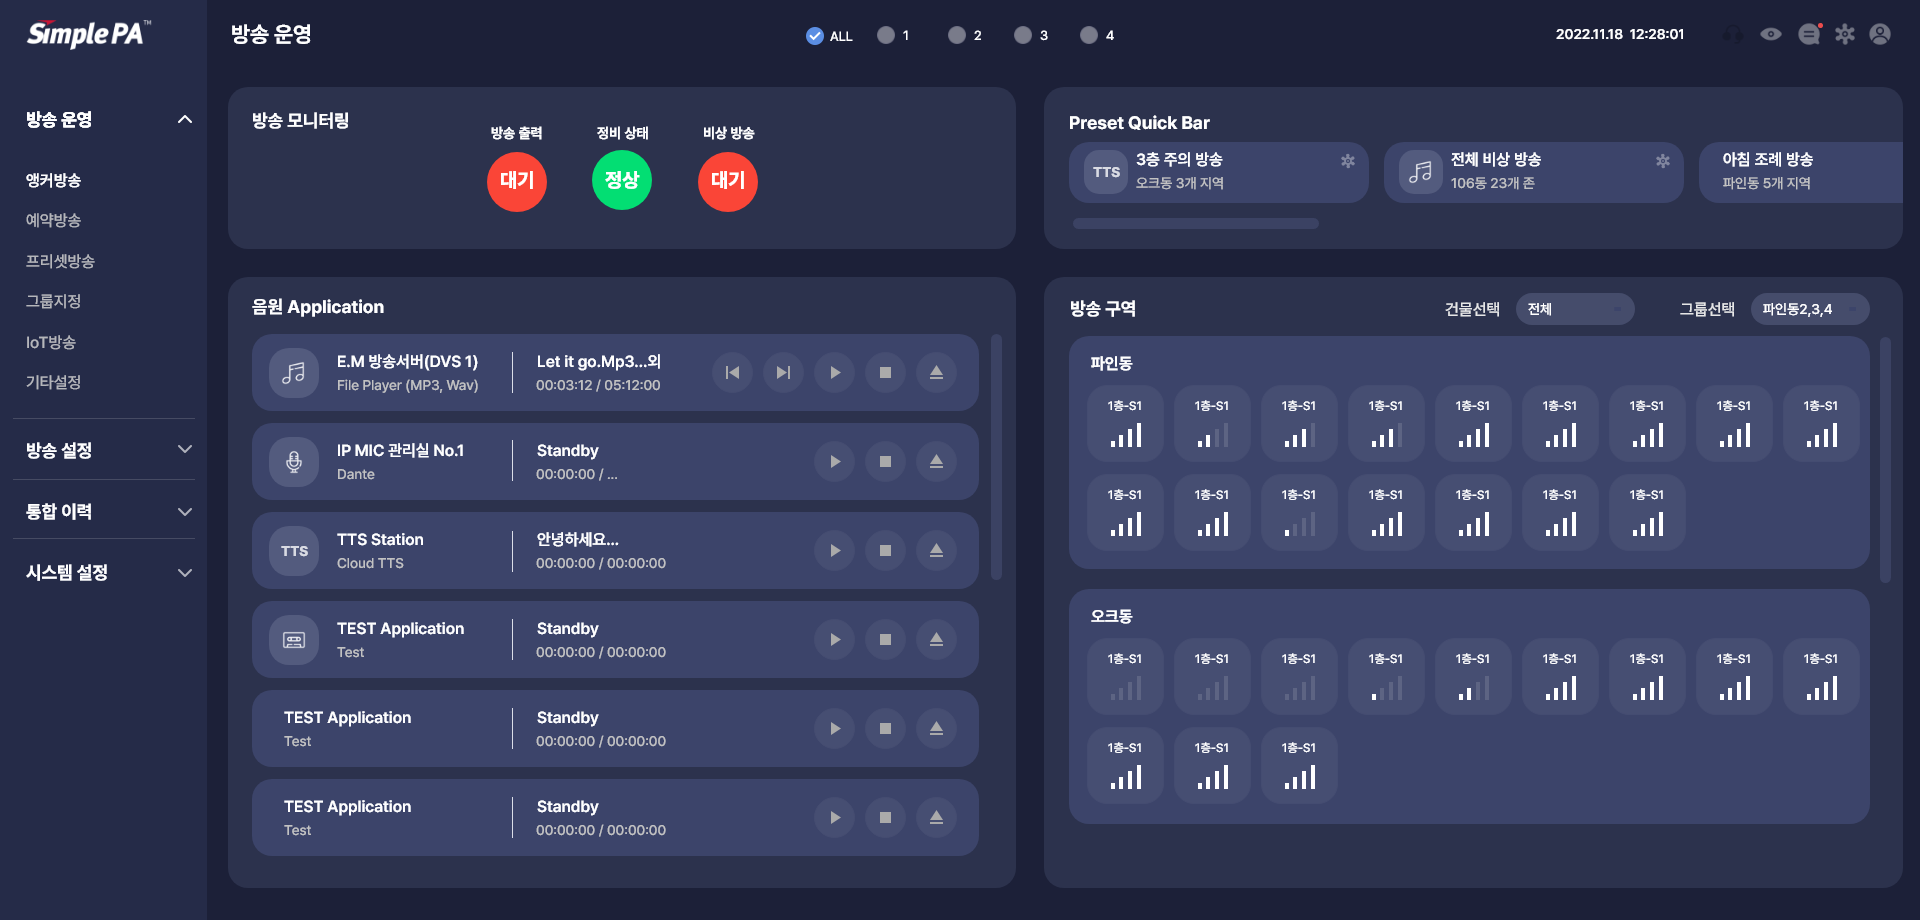 SimplePA™
방송 운영
ALL 1 2 3 4
2022.11.18 12:28:01
방송 운영
앵커방송
예약방송
프리셋방송
그룹지정
IoT방송
기타설정
방송 설정
통합 이력
시스템 설정
방송 모니터링
방송 출력 정비 상태 비상 방송
대기 정상 대기
Preset Quick Bar
TTS
3층 주의 방송
오크동 3개 지역
전체 비상 방송
106동 23개 존
아침 조례 방송
파인동 5개 지역
음원 Application
E.M 방송서버(DVS 1)
File Player (MP3, Wav)
Let it go.Mp3...외
00:03:12 / 05:12:00
IP MIC 관리실 No.1
Dante
Standby
00:00:00 / ...
TTS
TTS Station
Cloud TTS
안녕하세요...
00:00:00 / 00:00:00
TEST Application
Test
Standby
00:00:00 / 00:00:00
TEST Application
Test
Standby
00:00:00 / 00:00:00
TEST Application
Test
Standby
00:00:00 / 00:00:00
방송 구역
건물선택 전체
그룹선택 파인동2,3,4
파인동
1층-S1 1층-S1 1층-S1 1층-S1 1층-S1 1층-S1 1층-S1 1층-S1 1층-S1
1층-S1 1층-S1 1층-S1 1층-S1 1층-S1 1층-S1 1층-S1
오크동
1층-S1 1층-S1 1층-S1 1층-S1 1층-S1 1층-S1 1층-S1 1층-S1 1층-S1
1층-S1 1층-S1 1층-S1